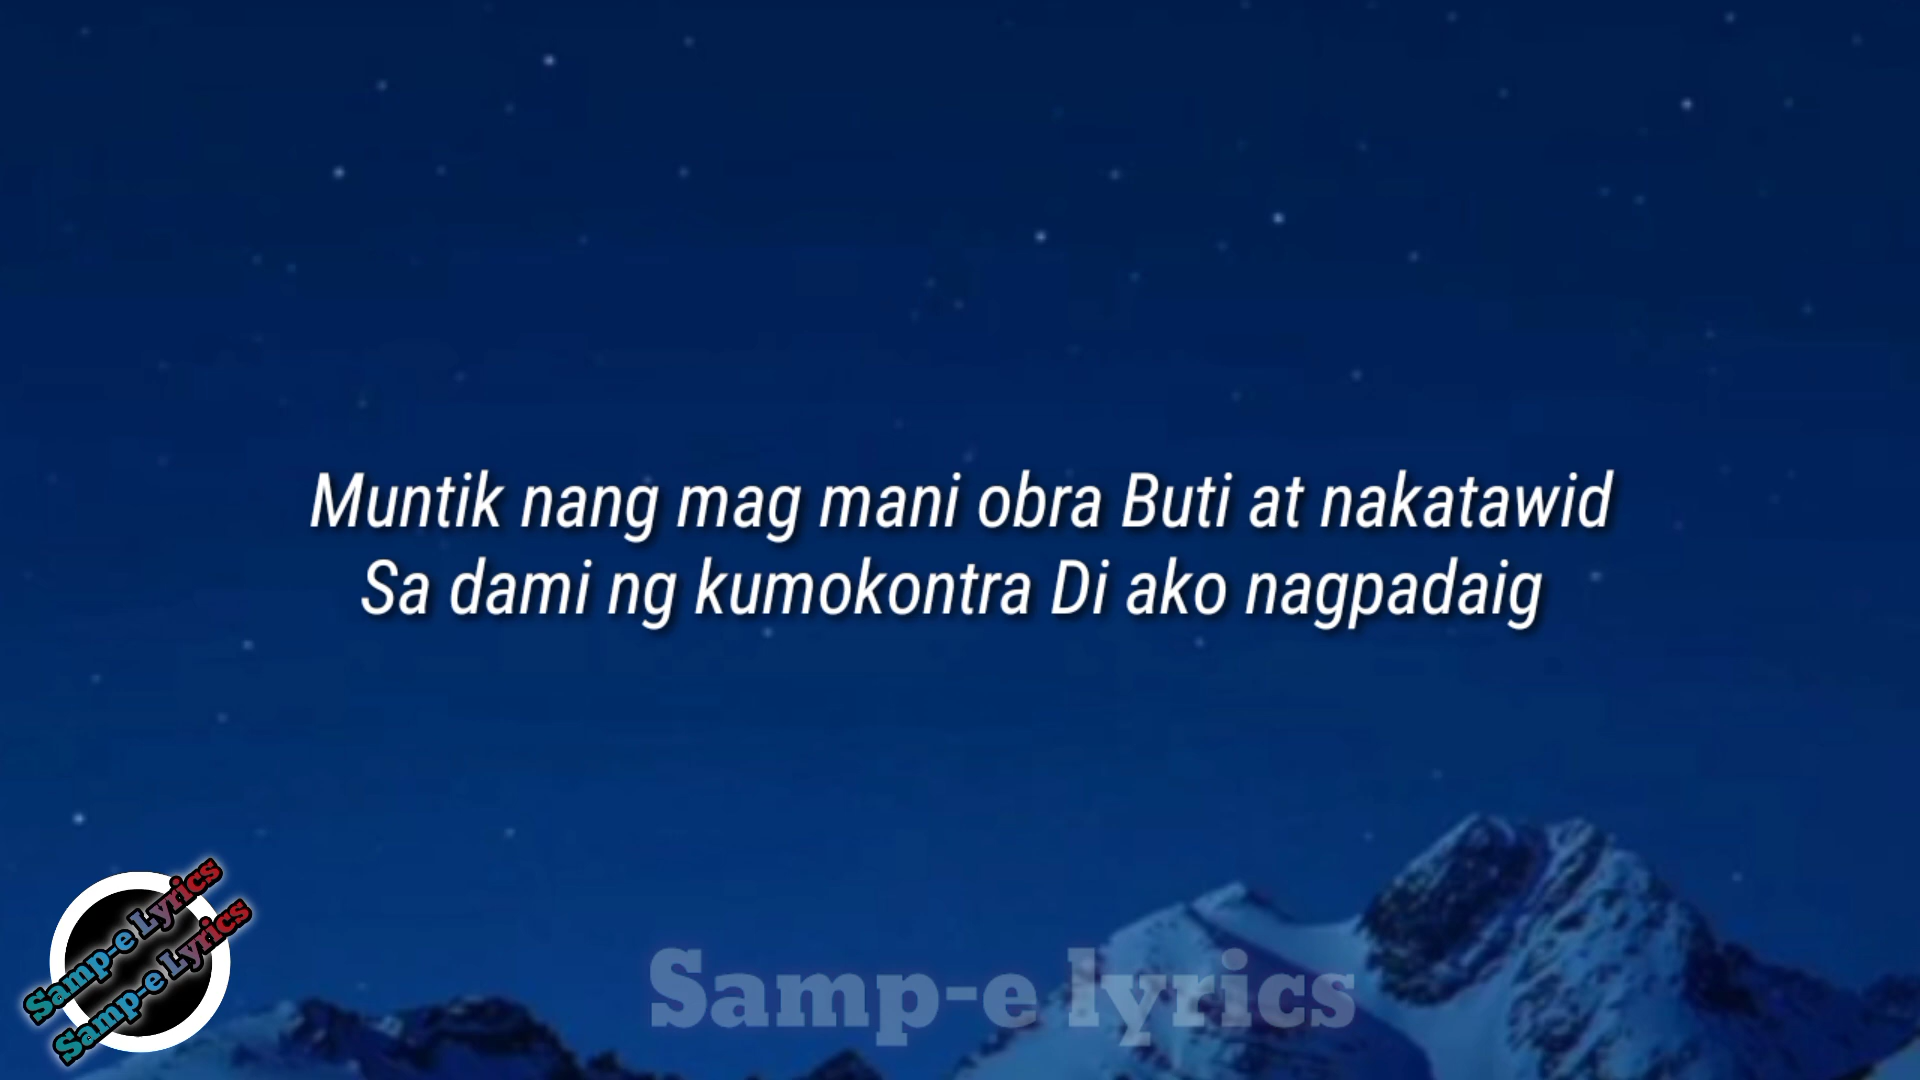 Muntik nang mag mani obra Buti at nakatawid
Sa dami ng kumokontra Di ako nagpadaig
Samp-e Lyrics
Samp-e Lyrics
Samp-e lyrics